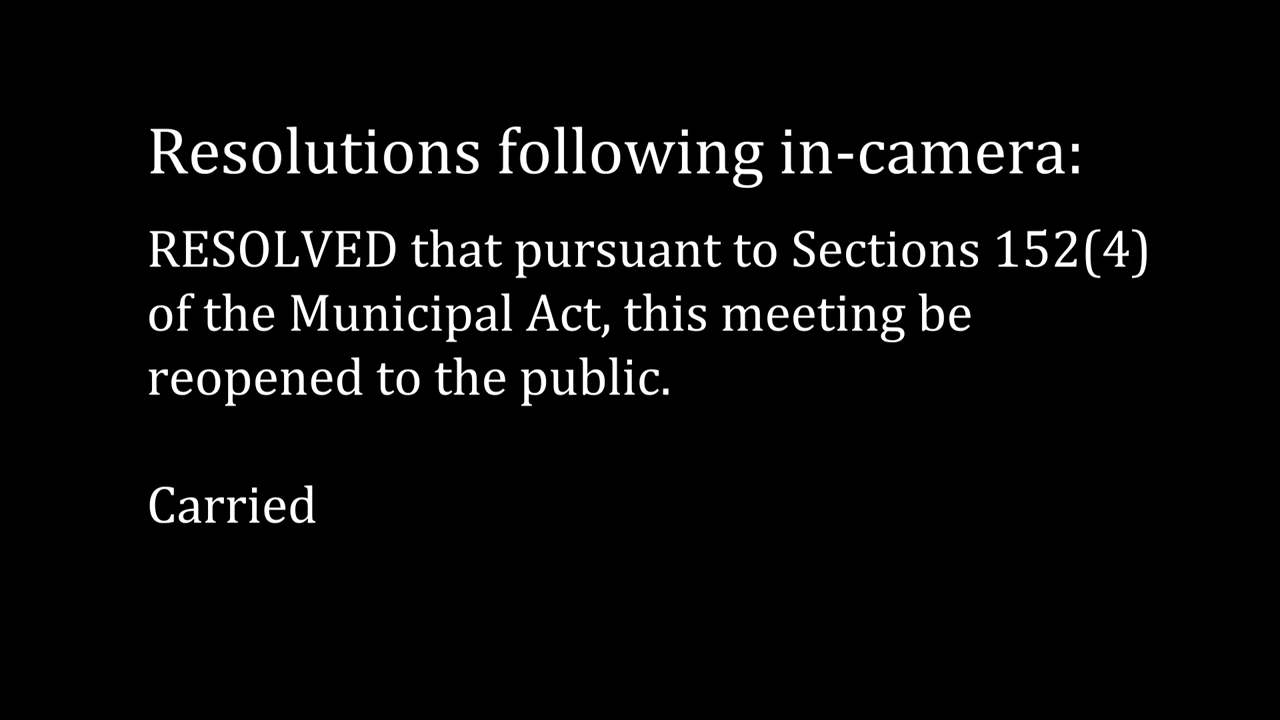 Resolutions following in-camera:
RESOLVED that pursuant to Sections 152(4)
of the Municipal Act, this meeting be
reopened to the public.
Carried